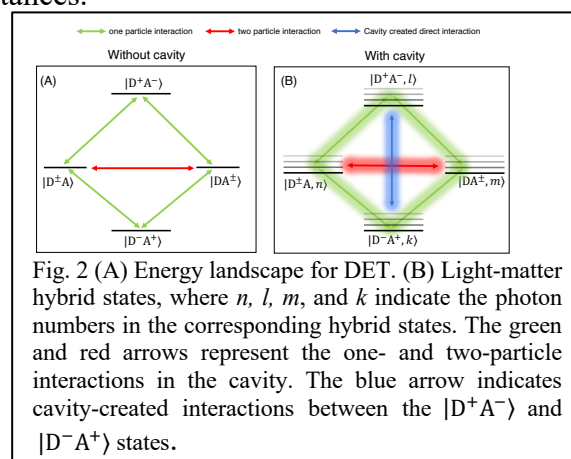 tances.
one particle interaction
two particle interaction
Cavity created direct interaction
Without cavity
With cavity
(A)
|D⁺A⁻⟩
|D±A⟩
|DA±⟩
|D⁻A⁺⟩
(B)
|D⁺A⁻, l⟩
|D±A, n⟩
|DA±, m⟩
|D⁻A⁺, k⟩
Fig. 2 (A) Energy landscape for DET. (B) Light-matter
hybrid states, where n, l, m, and k indicate the photon
numbers in the corresponding hybrid states. The green
and red arrows represent the one- and two-particle
interactions in the cavity. The blue arrow indicates
cavity-created interactions between the |D⁺A⁻⟩ and
|D⁻A⁺⟩ states.